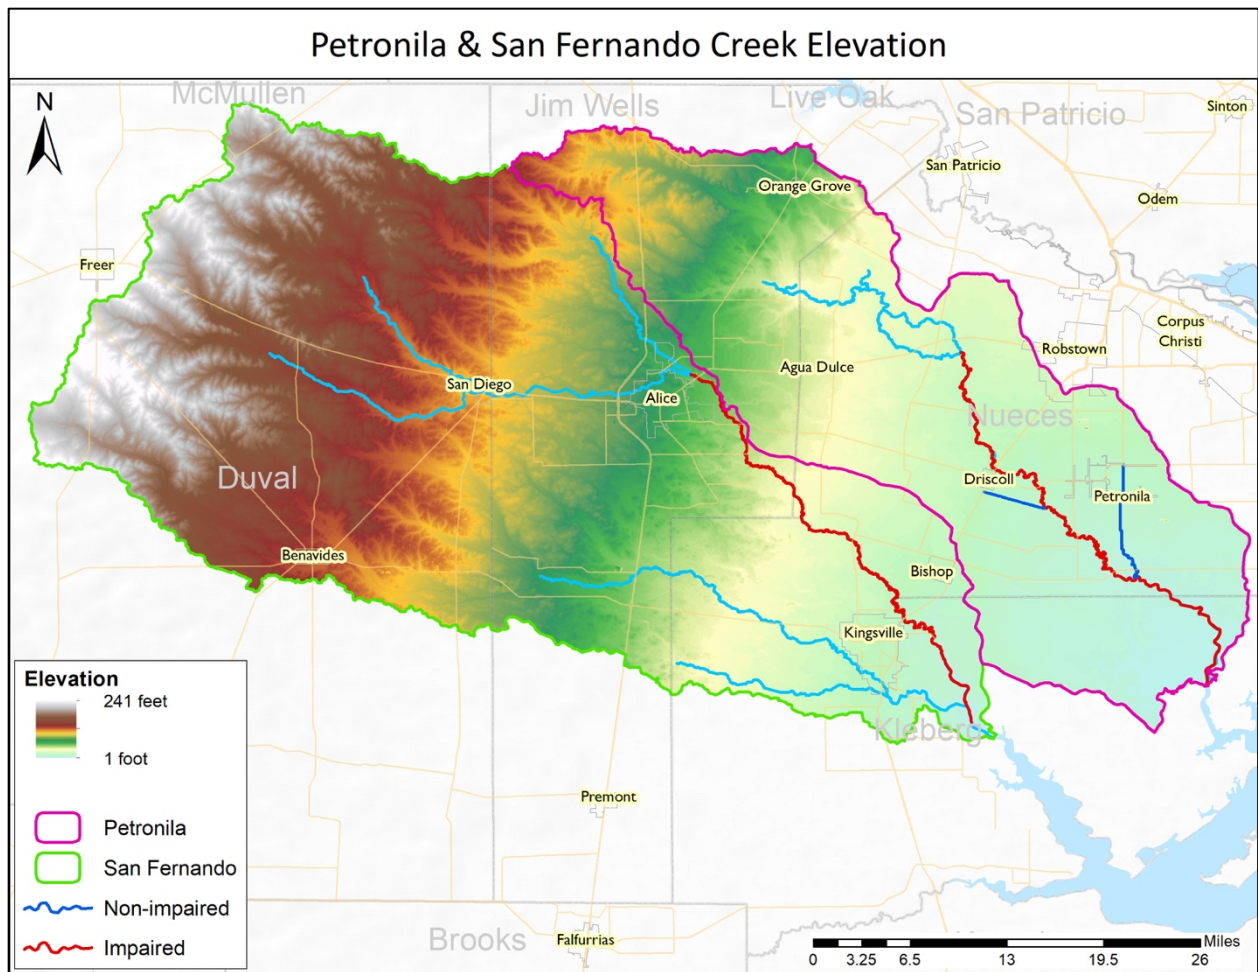 Petronila & San Fernando Creek Elevation
N
McMullen
Jim Wells
Live Oak
San Patricio
Sinton
San Patricio
Orange Grove
Odem
Freer
Corpus
Christi
Robstown
Agua Dulce
San Diego
Alice
Nueces
Duval
Driscoll
Petronila
Benavides
Bishop
Kingsville
Kleberg
Premont
Brooks
Falfurrias
Elevation
241 feet
1 foot
Petronila
San Fernando
Non-impaired
Impaired
Miles
0 3.25 6.5 13 19.5 26